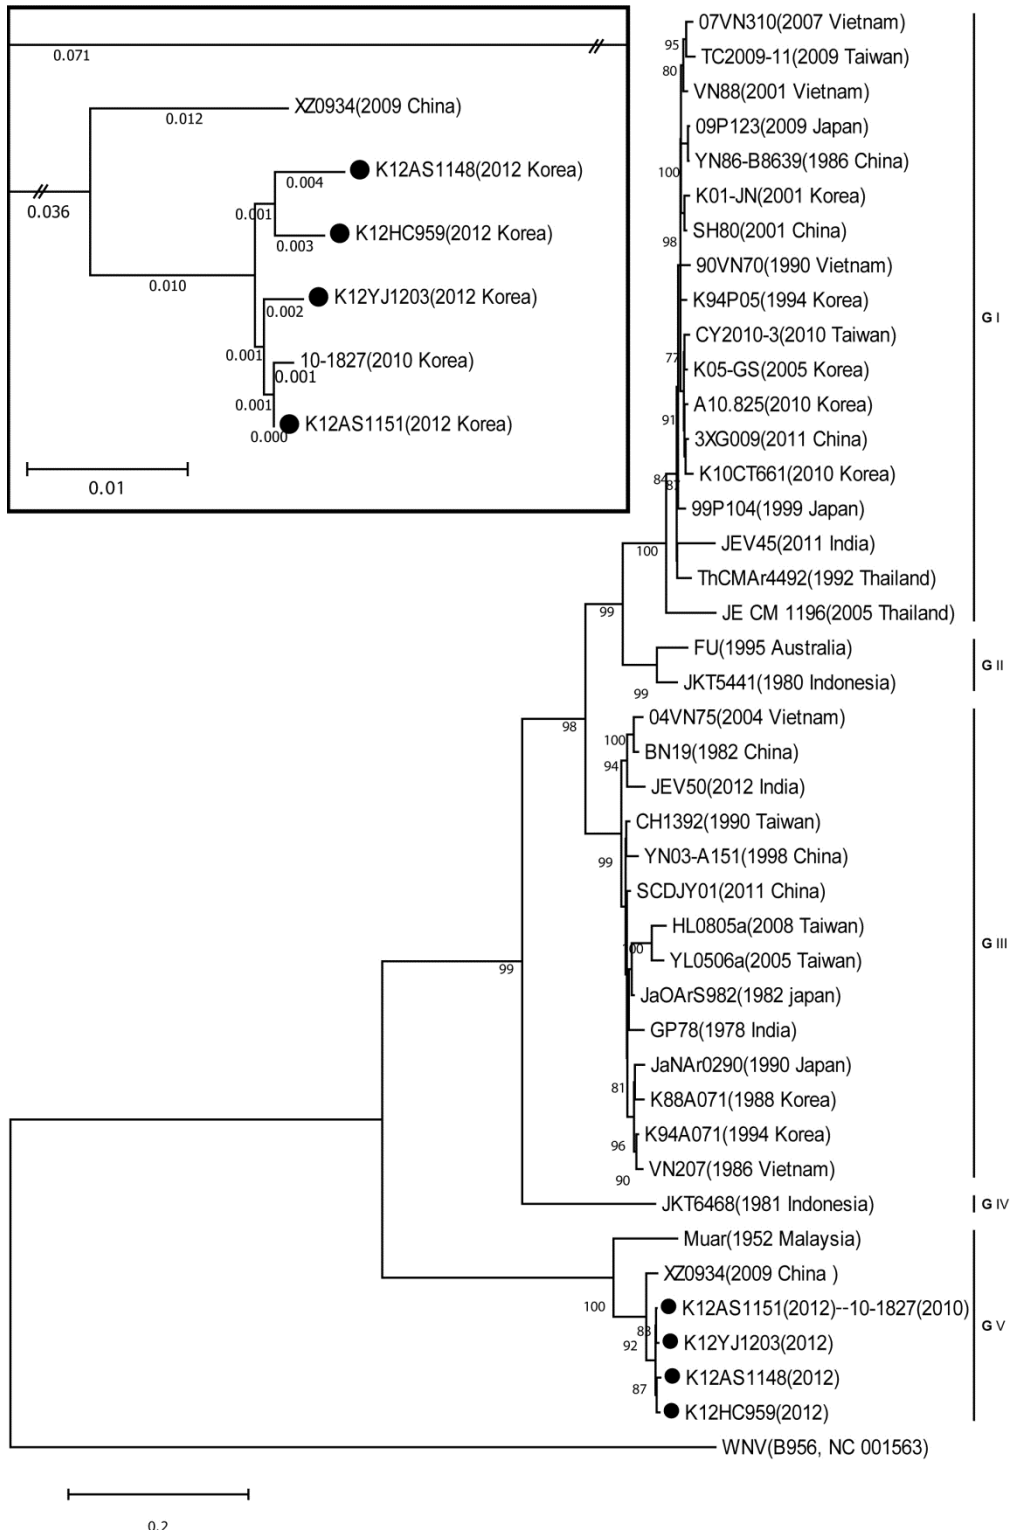 0.071
XZ0934(2009 China)
0.012
K12AS1148(2012 Korea)
0.004
0.036
0.001
K12HC959(2012 Korea)
0.003
0.010
K12YJ1203(2012 Korea)
0.002
0.001
10-1827(2010 Korea)
0.001
0.001
K12AS1151(2012 Korea)
0.000
0.01
07VN310(2007 Vietnam)
95
TC2009-11(2009 Taiwan)
80
VN88(2001 Vietnam)
09P123(2009 Japan)
YN86-B8639(1986 China)
100
K01-JN(2001 Korea)
SH80(2001 China)
98
90VN70(1990 Vietnam)
K94P05(1994 Korea)
G I
CY2010-3(2010 Taiwan)
77
K05-GS(2005 Korea)
A10.825(2010 Korea)
91
3XG009(2011 China)
K10CT661(2010 Korea)
84
99P104(1999 Japan)
JEV45(2011 India)
100
ThCMAr4492(1992 Thailand)
JE CM 1196(2005 Thailand)
99
FU(1995 Australia)
G II
JKT5441(1980 Indonesia)
99
04VN75(2004 Vietnam)
98
100
BN19(1982 China)
94
JEV50(2012 India)
CH1392(1990 Taiwan)
YN03-A151(1998 China)
99
SCDJY01(2011 China)
HL0805a(2008 Taiwan)
100
G III
YL0506a(2005 Taiwan)
99
JaOArS982(1982 japan)
GP78(1978 India)
JaNAr0290(1990 Japan)
81
K88A071(1988 Korea)
K94A071(1994 Korea)
96
VN207(1986 Vietnam)
90
JKT6468(1981 Indonesia)
G IV
Muar(1952 Malaysia)
XZ0934(2009 China )
100
K12AS1151(2012)--10-1827(2010)
G V
92
K12YJ1203(2012)
K12AS1148(2012)
87
K12HC959(2012)
WNV(B956, NC 001563)
0.2